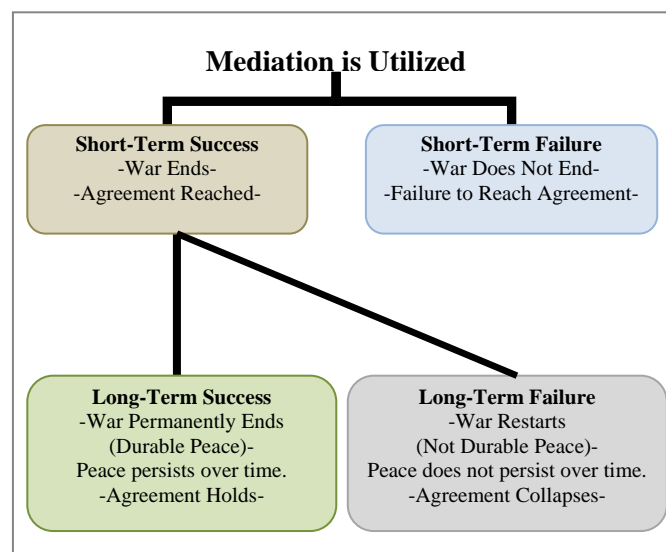 Mediation is Utilized
Short-Term Success
-War Ends-
-Agreement Reached-
Short-Term Failure
-War Does Not End-
-Failure to Reach Agreement-
Long-Term Success
-War Permanently Ends
(Durable Peace)-
Peace persists over time.
-Agreement Holds-
Long-Term Failure
-War Restarts
(Not Durable Peace)-
Peace does not persist over time.
-Agreement Collapses-